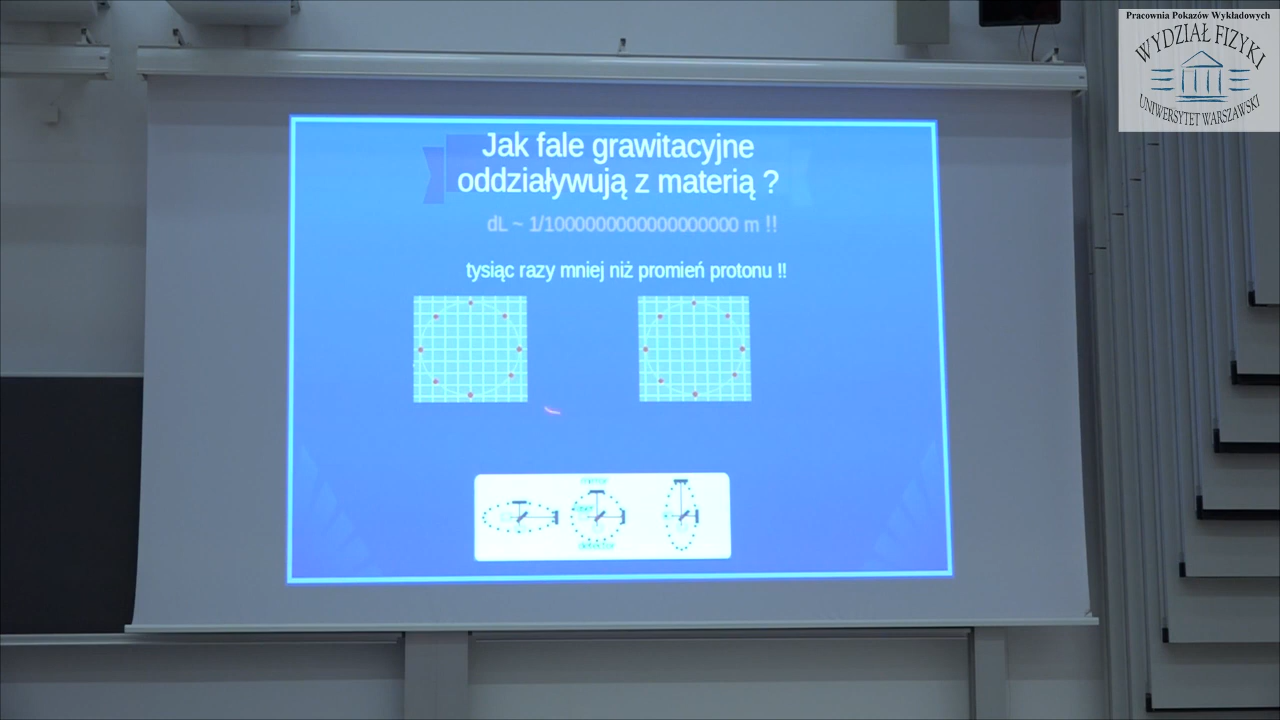 Pracownia Pokazów Wykładowych
WYDZIAŁ FIZYKI
UNIWERSYTET WARSZAWSKI
Jak fale grawitacyjne
oddziaływują z materią ?
dL ~ 1/1000000000000000000 m !!
tysiąc razy mniej niż promień protonu !!